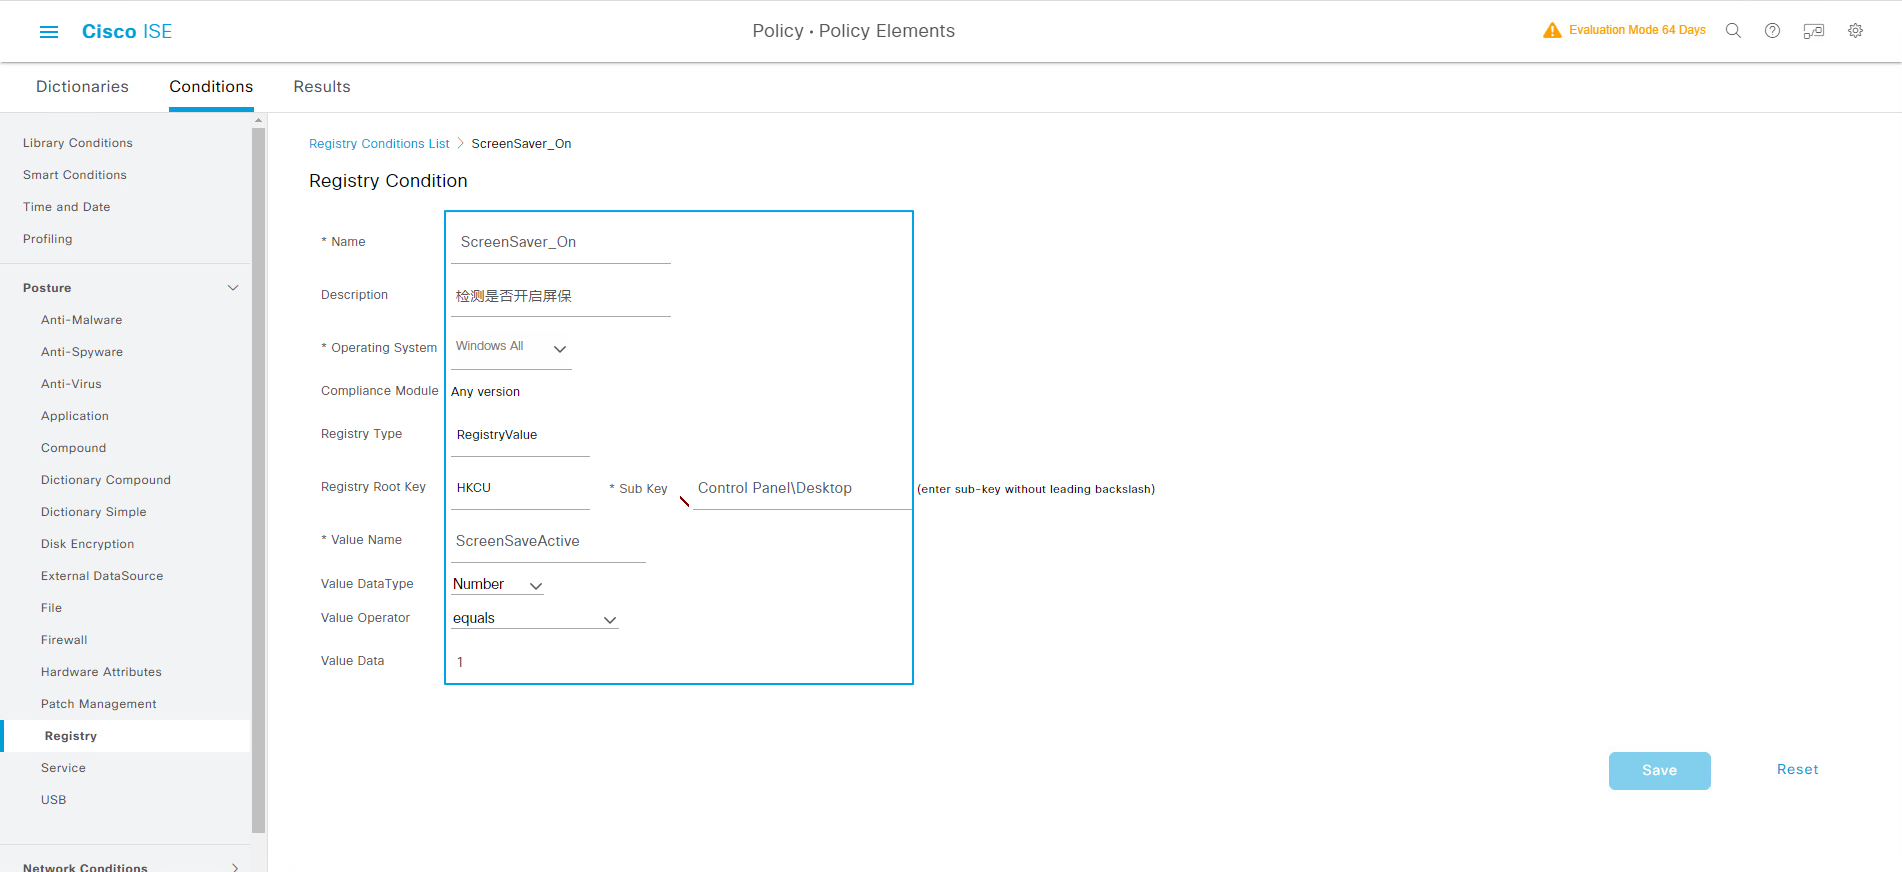 Cisco ISE
Policy · Policy Elements
Evaluation Mode 64 Days
Dictionaries
Conditions
Results
Library Conditions
Smart Conditions
Time and Date
Profiling
Posture
Anti-Malware
Anti-Spyware
Anti-Virus
Application
Compound
Dictionary Compound
Dictionary Simple
Disk Encryption
External DataSource
File
Firewall
Hardware Attributes
Patch Management
Registry
Service
USB
Network Conditions
Registry Conditions List > ScreenSaver_On
Registry Condition
* Name ScreenSaver_On
Description 检测是否开启屏保
* Operating System Windows All
Compliance Module Any version
Registry Type RegistryValue
Registry Root Key HKCU * Sub Key Control Panel\Desktop (enter sub-key without leading backslash)
* Value Name ScreenSaveActive
Value DataType Number
Value Operator equals
Value Data 1
Save
Reset